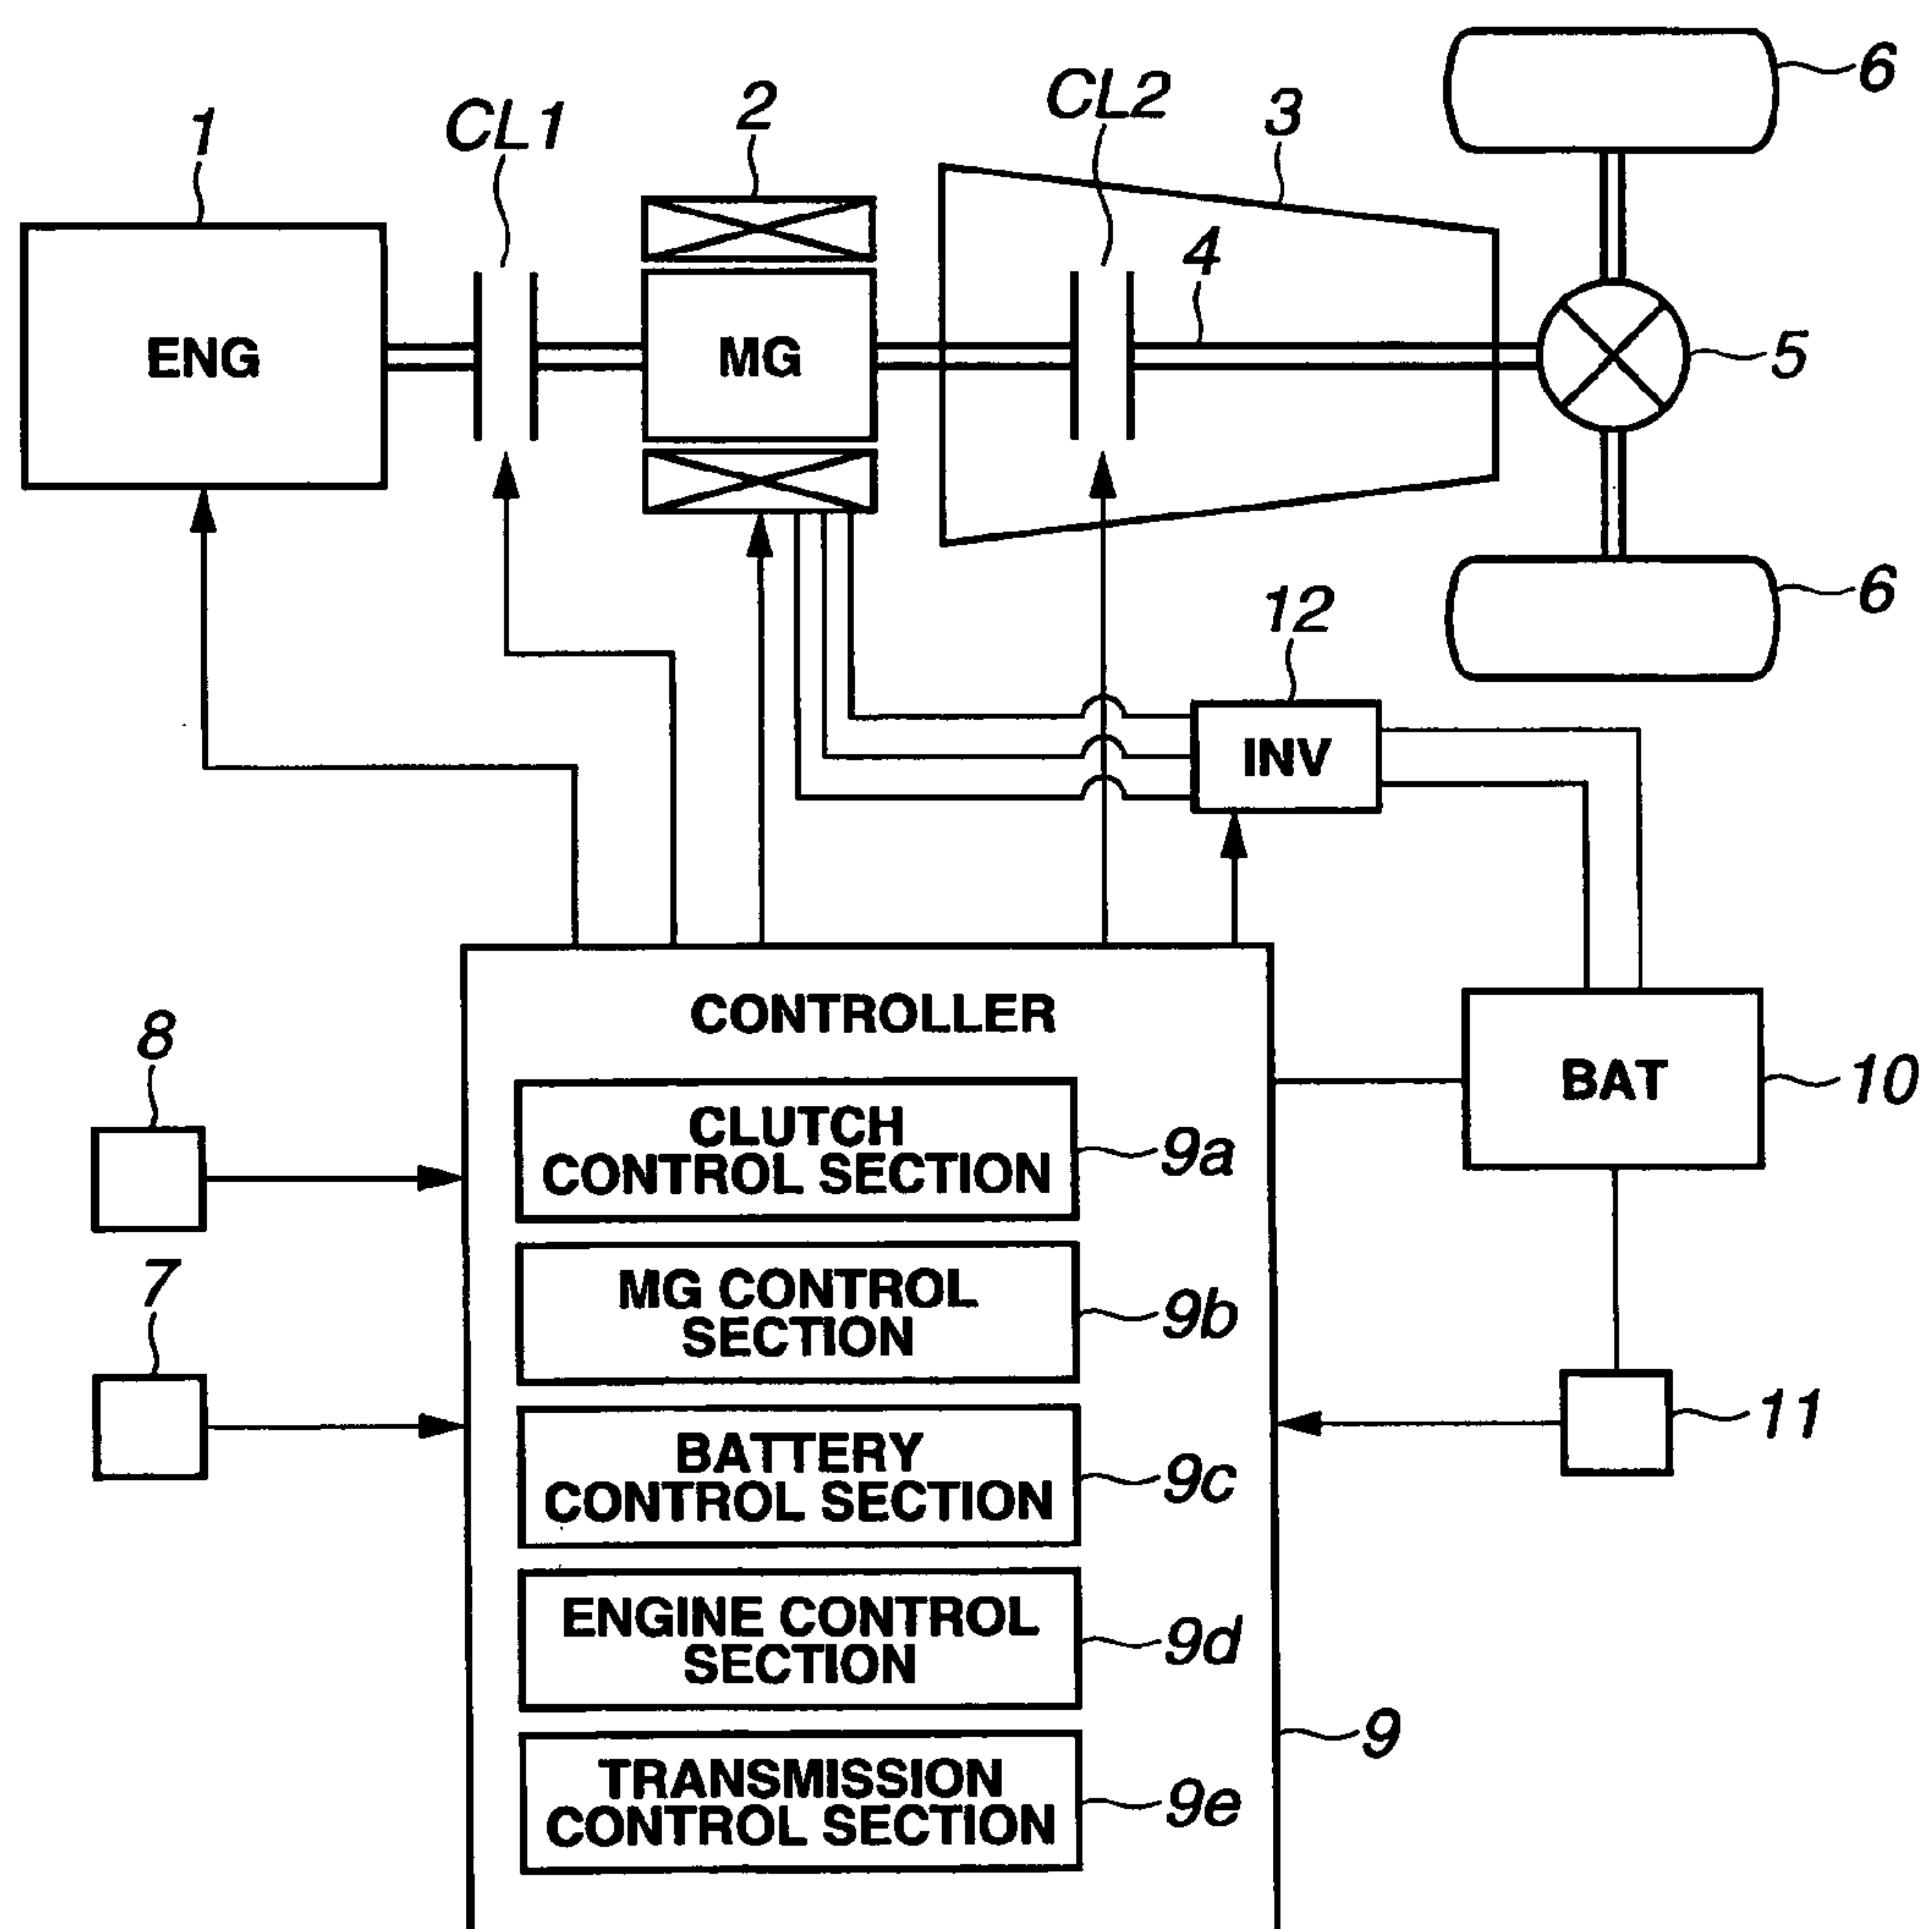 6
CL2
2
3
CL1
1
4
ENG
MG
5
6
12
INV
CONTROLLER
8
BAT
10
CLUTCH
CONTROL SECTION
9a
7
MG CONTROL
SECTION
9b
11
BATTERY
CONTROL SECTION
9c
ENGINE CONTROL
SECTION
9d
9
TRANSMISSION
CONTROL SECTION
9e